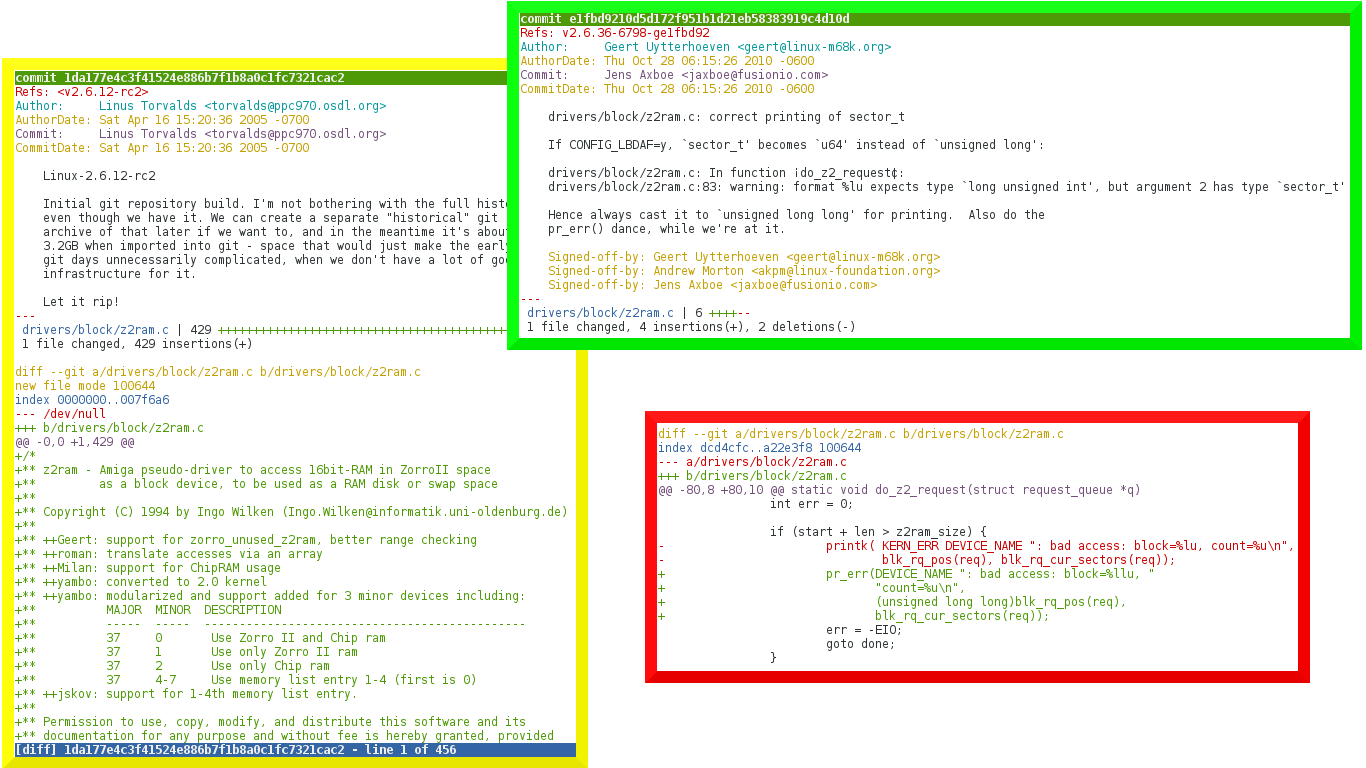 commit 1da177e4c3f41524e886b7f1b8a0c1fc7321cac2
Refs: <v2.6.12-rc2>
Author:     Linus Torvalds <torvalds@ppc970.osdl.org>
AuthorDate: Sat Apr 16 15:20:36 2005 -0700
Commit:     Linus Torvalds <torvalds@ppc970.osdl.org>
CommitDate: Sat Apr 16 15:20:36 2005 -0700
Linux-2.6.12-rc2
Initial git repository build. I'm not bothering with the full
even though we have it. We can create a separate "historical" git
archive of that later if we want to, and in the meantime it's
3.2GB when imported into git - space that would just make the
git days unnecessarily complicated, when we don't have a lot of
infrastructure for it.
Let it rip!
---
drivers/block/z2ram.c | 429 +++++++++++++++++++++++++++++++++++++++++
1 file changed, 429 insertions(+)
diff --git a/drivers/block/z2ram.c b/drivers/block/z2ram.c
new file mode 100644
index 0000000..007f6a6
--- /dev/null
+++ b/drivers/block/z2ram.c
@@ -0,0 +1,429 @@
+/*
+** z2ram - Amiga pseudo-driver to access 16bit-RAM in ZorroII space
+**         as a block device, to be used as a RAM disk or swap space
+**
+** Copyright (C) 1994 by Ingo Wilken (Ingo.Wilken@informatik.uni-oldenburg.de)
+**
+** ++Geert: support for zorro_unused_z2ram, better range checking
+** ++roman: translate accesses via an array
+** ++Milan: support for ChipRAM usage
+** ++yambo: converted to 2.0 kernel
+** ++yambo: modularized and support added for 3 minor devices including:
+**          MAJOR  MINOR  DESCRIPTION
+**          -----  -----  ----------------------------------------------
+**          37     0       Use Zorro II and Chip ram
+**          37     1       Use only Zorro II ram
+**          37     2       Use only Chip ram
+**          37     4-7     Use memory list entry 1-4 (first is 0)
+** ++jskov: support for 1-4th memory list entry.
+**
+** Permission to use, copy, modify, and distribute this software and its
+** documentation for any purpose and without fee is hereby granted, provided
[diff] 1da177e4c3f41524e886b7f1b8a0c1fc7321cac2 - line 1 of 456
commit e1fbd9210d5d172f951b1d21eb58383919c4d10d
Refs: v2.6.36-6798-ge1fbd92
Author:     Geert Uytterhoeven <geert@linux-m68k.org>
AuthorDate: Thu Oct 28 06:15:26 2010 -0600
Commit:     Jens Axboe <jaxboe@fusionio.com>
CommitDate: Thu Oct 28 06:15:26 2010 -0600
drivers/block/z2ram.c: correct printing of sector_t
If CONFIG_LBDAF=y, `sector_t' becomes `u64' instead of `unsigned long':
drivers/block/z2ram.c: In function ¡do_z2_request¢:
drivers/block/z2ram.c:83: warning: format %lu expects type `long unsigned int', but argument 2 has type `sector_t'
Hence always cast it to `unsigned long long' for printing.  Also do the
pr_err() dance, while we're at it.
Signed-off-by: Geert Uytterhoeven <geert@linux-m68k.org>
Signed-off-by: Andrew Morton <akpm@linux-foundation.org>
Signed-off-by: Jens Axboe <jaxboe@fusionio.com>
---
drivers/block/z2ram.c | 6 ++++--
1 file changed, 4 insertions(+), 2 deletions(-)
diff --git a/drivers/block/z2ram.c b/drivers/block/z2ram.c
index dcd4cfc..a22e3f8 100644
--- a/drivers/block/z2ram.c
+++ b/drivers/block/z2ram.c
@@ -80,8 +80,10 @@ static void do_z2_request(struct request_queue *q)
int err = 0;
if (start + len > z2ram_size) {
-                       printk( KERN_ERR DEVICE_NAME ": bad access: block=%lu, count=%u\n",
-                               blk_rq_pos(req), blk_rq_cur_sectors(req));
+                       pr_err(DEVICE_NAME ": bad access: block=%llu, "
+                              "count=%u\n",
+                              (unsigned long long)blk_rq_pos(req),
+                              blk_rq_cur_sectors(req));
err = -EIO;
goto done;
}